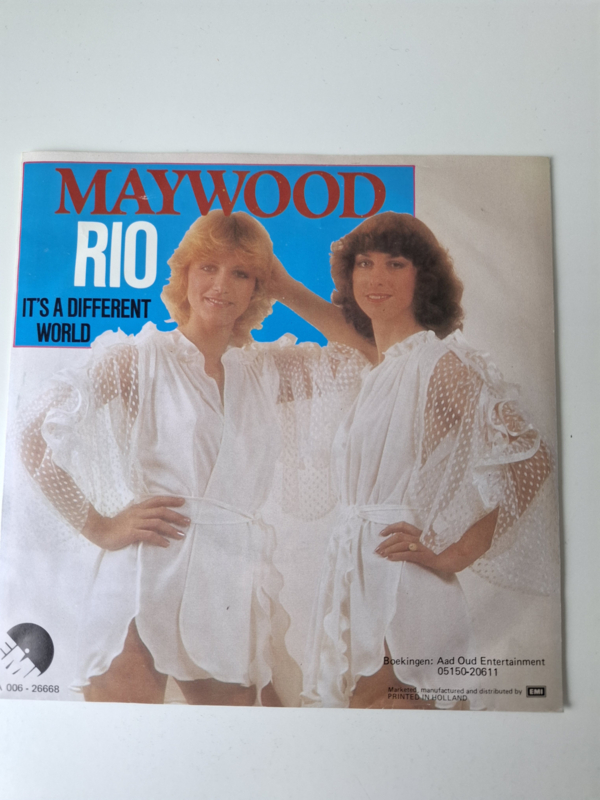 MAYWOOD
RIO
IT'S A DIFFERENT
WORLD
EMI
A 006 - 26668
Boekingen: Aad Oud Entertainment
05150-20611
Marketed, manufactured and distributed by EMI
PRINTED IN HOLLAND